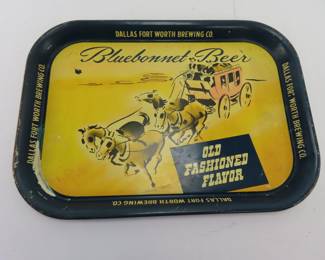 DALLAS FORT WORTH BREWING CO.
Bluebonnet Beer
DALLAS FORT WORTH BREWING CO.
DALLAS FORT WORTH BREWING CO.
OLD
FASHIONED
FLAVOR
DALLAS FORT WORTH BREWING CO.